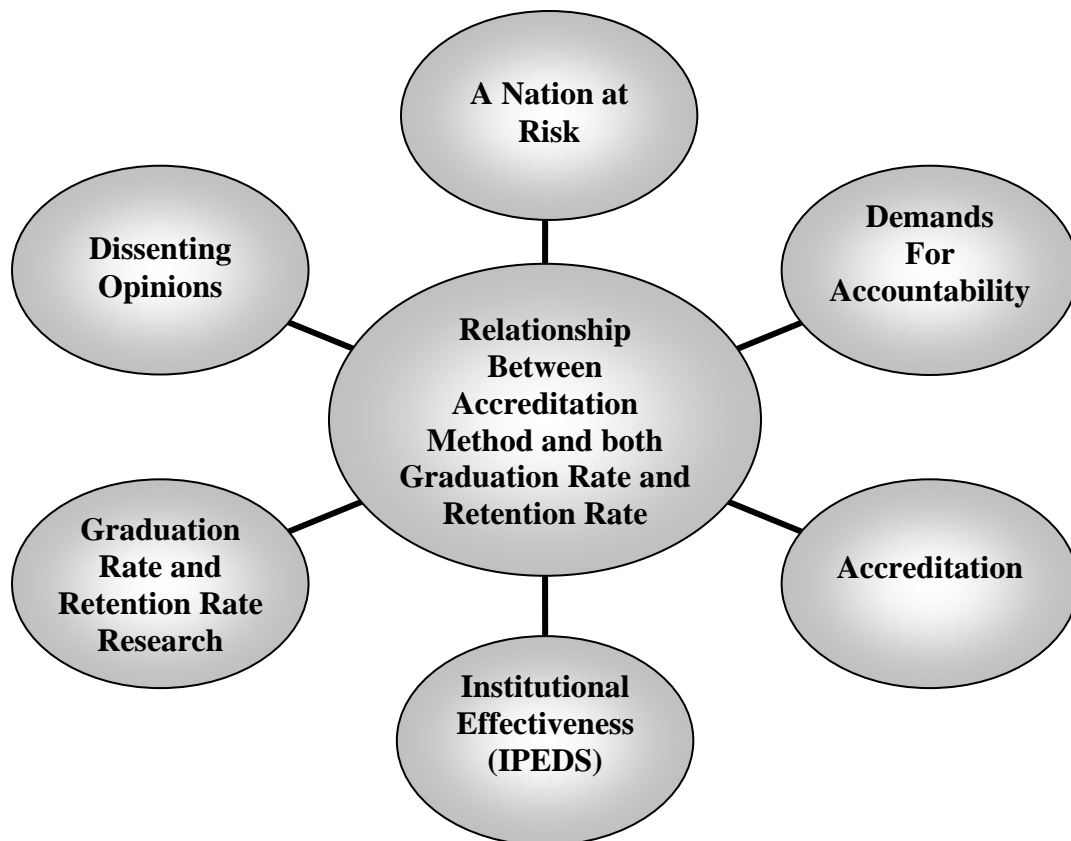 A Nation at
Risk
Dissenting
Opinions
Demands
For
Accountability
Relationship
Between
Accreditation
Method and both
Graduation Rate and
Retention Rate
Graduation
Rate and
Retention Rate
Research
Accreditation
Institutional
Effectiveness
(IPEDS)